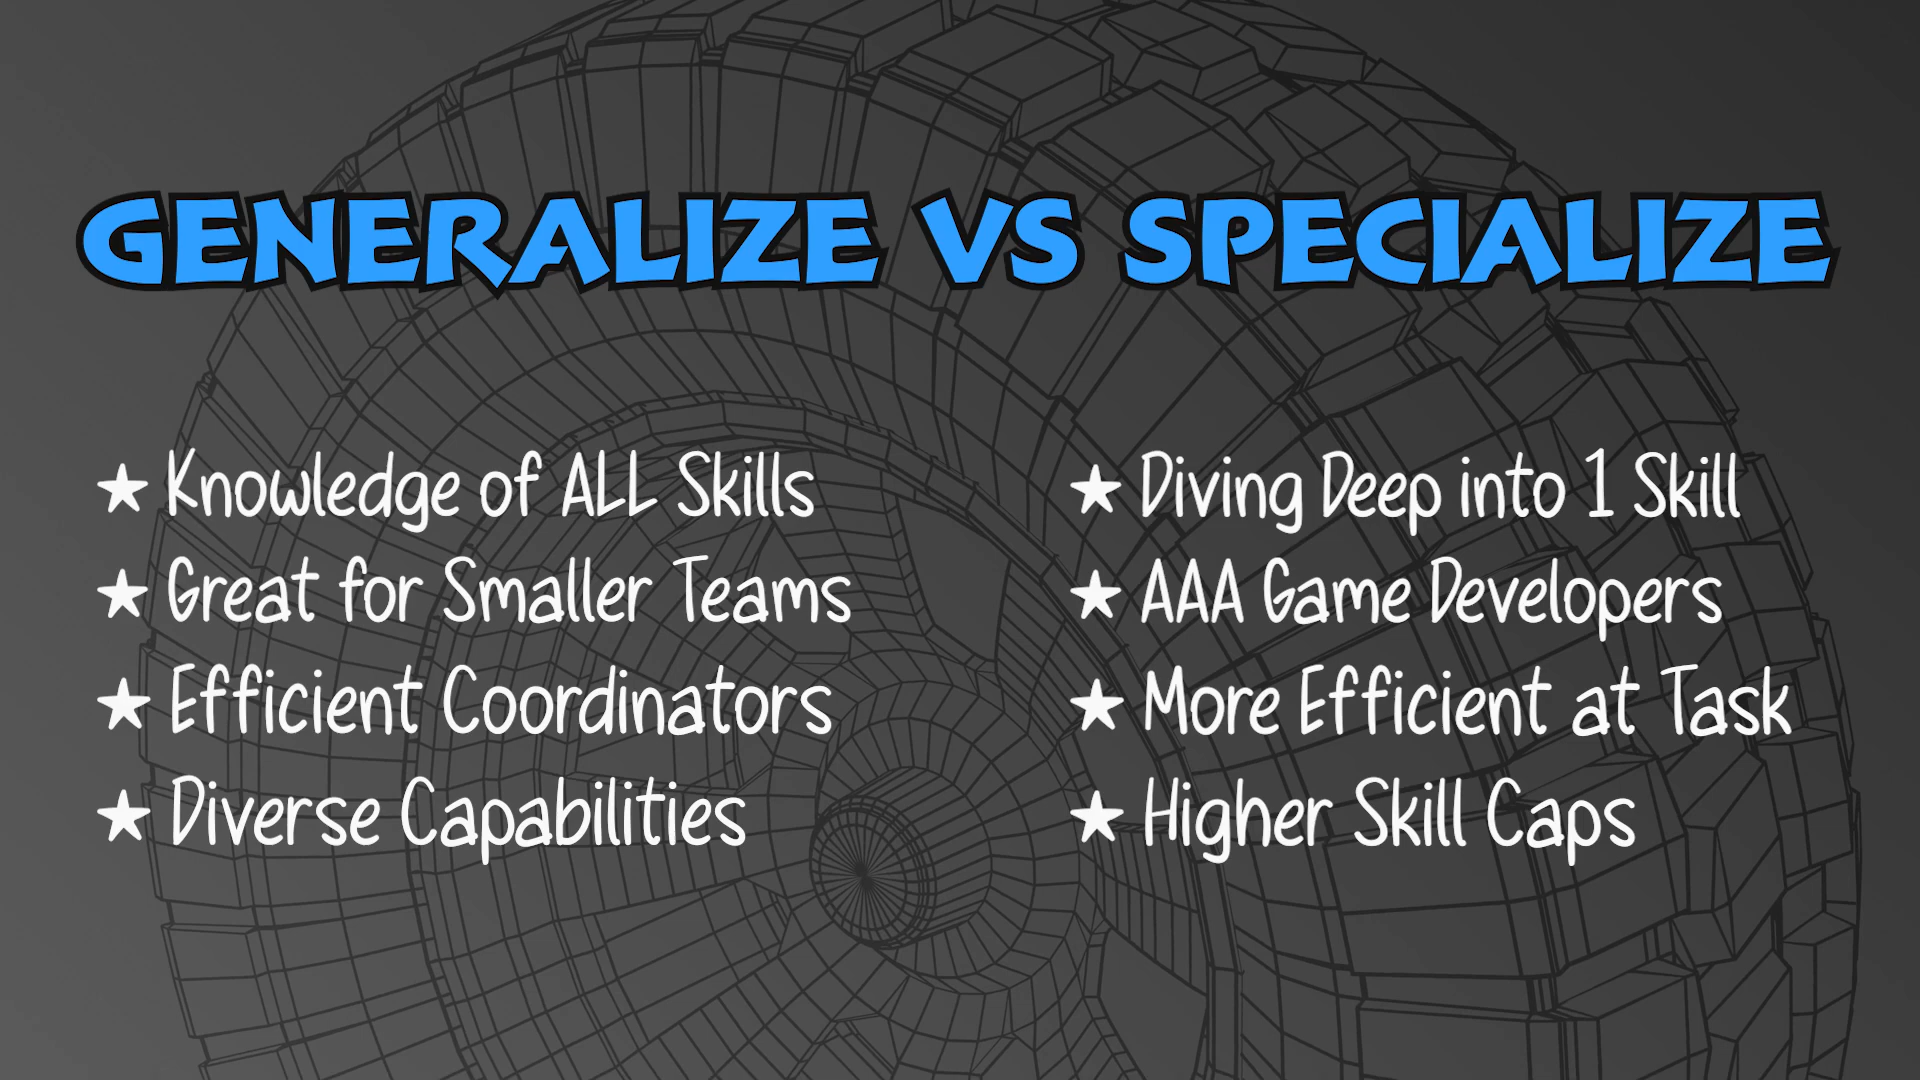 GENERALIZE VS SPECIALIZE
★ Knowledge of ALL Skills
★ Great for Smaller Teams
★ Efficient Coordinators
★ Diverse Capabilities
★ Diving Deep into 1 Skill
★ AAA Game Developers
★ More Efficient at Task
★ Higher Skill Caps